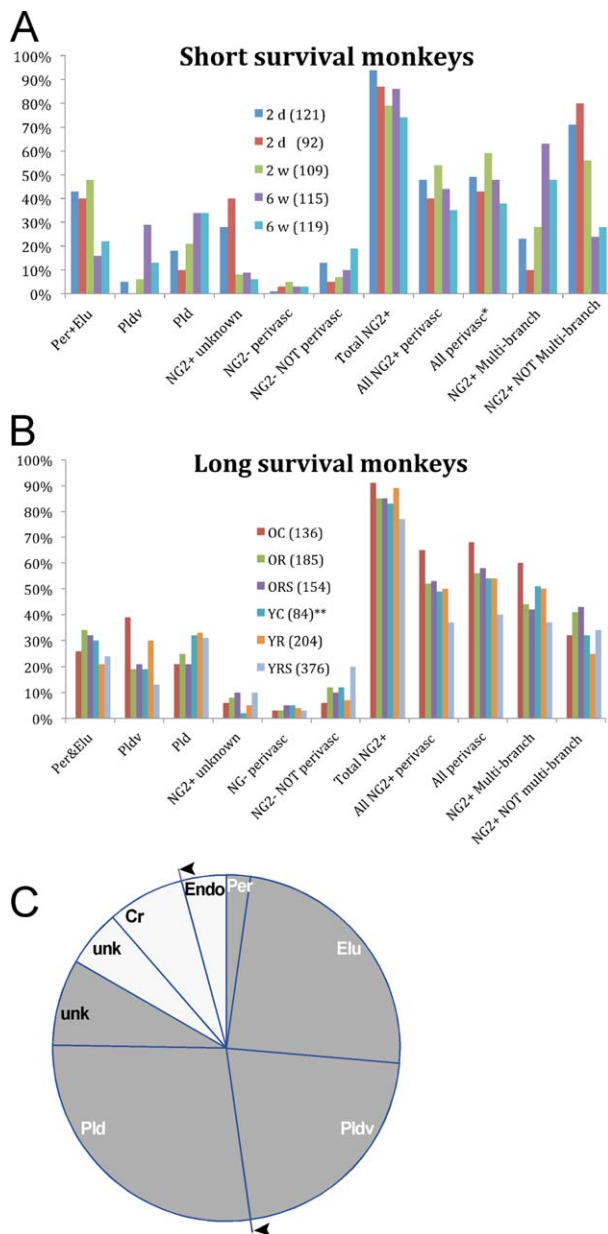 A
Short survival monkeys
100%
90%
80%
70%
60%
50%
40%
30%
20%
10%
0%
2 d (121)
2 d (92)
2 w (109)
6 w (115)
6 w (119)
Per+Elu
Pldv
Pld
NG2+ unknown
NG2- perivasc
NG2- NOT perivasc
Total NG2+
All NG2+ perivasc
All perivasc*
NG2+ Multi-branch
NG2+ NOT Multi-branch
B
Long survival monkeys
100%
90%
80%
70%
60%
50%
40%
30%
20%
10%
0%
OC (136)
OR (185)
ORS (154)
YC (84)**
YR (204)
YRS (376)
Per&Elu
Pldv
Pld
NG2+ unknown
NG- perivasc
NG2- NOT perivasc
Total NG2+
All NG2+ perivasc
All perivasc
NG2+ Multi-branch
NG2+ NOT multi-branch
C
Endo
Per
Cr
unk
Elu
unk
Pld
Pldv